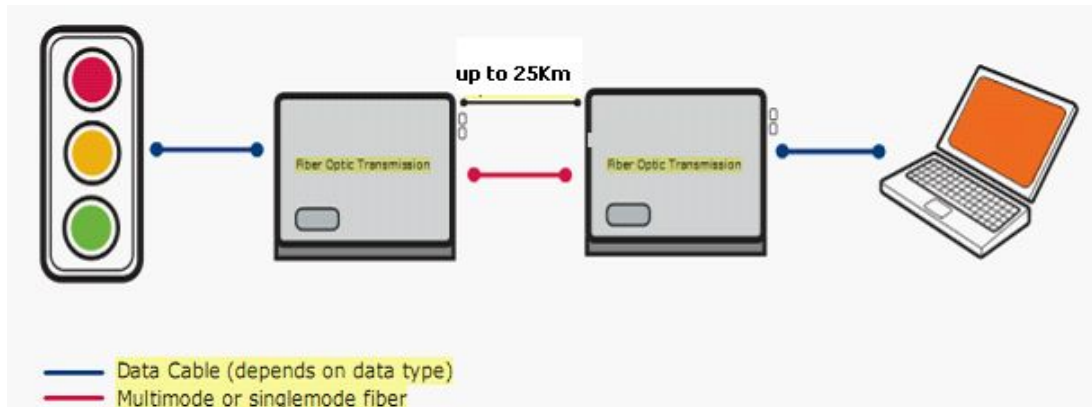 up to 25Km
Fiber Optic Transmission
Fiber Optic Transmission
Data Cable (depends on data type)
Multimode or singlemode fiber